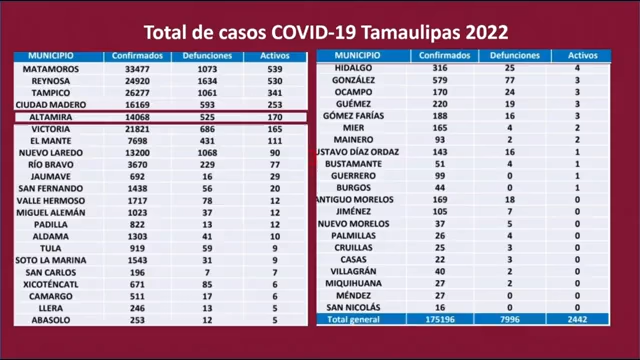 Total de casos COVID-19 Tamaulipas 2022
MUNICIPIO Confirmados Defunciones Activos
MATAMOROS 33477 1073 539
REYNOSA 24920 1634 530
TAMPICO 26277 1061 341
CIUDAD MADERO 16169 593 253
ALTAMIRA 14068 525 170
VICTORIA 21821 686 165
EL MANTE 7698 431 111
NUEVO LAREDO 13200 1068 90
RÍO BRAVO 3670 229 77
JAUMAVE 692 16 29
SAN FERNANDO 1438 56 20
VALLE HERMOSO 1717 78 12
MIGUEL ALEMÁN 1023 37 12
PADILLA 822 13 12
ALDAMA 1303 41 10
TULA 919 59 9
SOTO LA MARINA 1543 31 9
SAN CARLOS 196 7 7
XICOTÉNCATL 671 85 6
CAMARGO 511 17 6
LLERA 246 13 5
ABASOLO 253 12 5
MUNICIPIO Confirmados Defunciones Activos
HIDALGO 316 25 4
GONZÁLEZ 579 77 3
OCAMPO 170 24 3
GUÉMEZ 220 19 3
GÓMEZ FARÍAS 188 16 3
MIER 165 4 2
MAINERO 93 2 2
USTAVO DÍAZ ORDAZ 143 16 1
BUSTAMANTE 51 4 1
GUERRERO 99 0 1
BURGOS 44 0 1
ANTIGUO MORELOS 169 18 0
JIMÉNEZ 105 7 0
NUEVO MORELOS 37 5 0
PALMILLAS 26 4 0
CRUILLAS 25 3 0
CASAS 22 3 0
VILLAGRÁN 40 2 0
MIQUIHUANA 27 2 0
MÉNDEZ 27 0 0
SAN NICOLÁS 16 0 0
Total general 175196 7996 2442